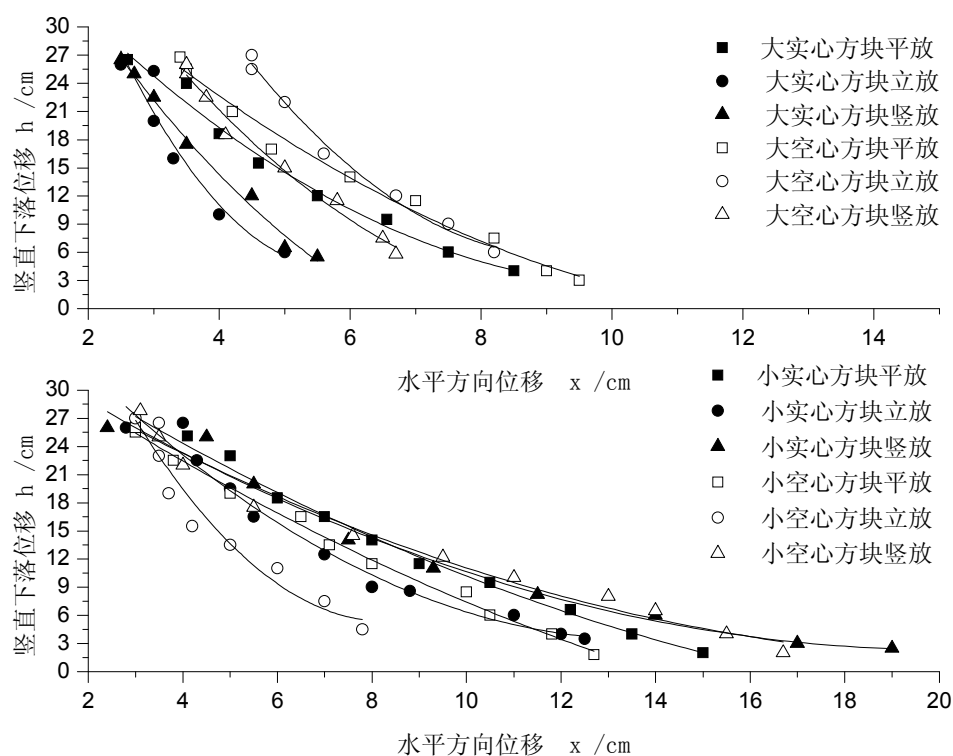 30
27
24
21
18
15
12
9
6
3
0
竖直下落位移 h /cm
2 4 6 8 10 12 14
水平方向位移 x /cm
大实心方块平放
大实心方块立放
大实心方块竖放
大空心方块平放
大空心方块立放
大空心方块竖放
30
27
24
21
18
15
12
9
6
3
0
竖直下落位移 h /cm
2 4 6 8 10 12 14 16 18 20
水平方向位移 x /cm
小实心方块平放
小实心方块立放
小实心方块竖放
小空心方块平放
小空心方块立放
小空心方块竖放